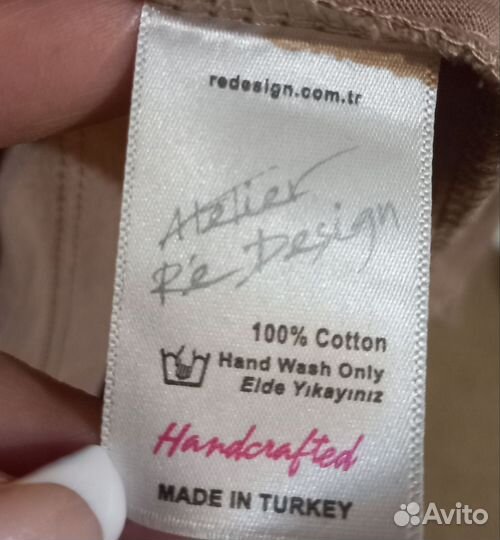 redesign.com.tr
Atelier
Re Design
100% Cotton
Hand Wash Only
Elde Yıkayınız
Handcrafted
MADE IN TURKEY
Avito